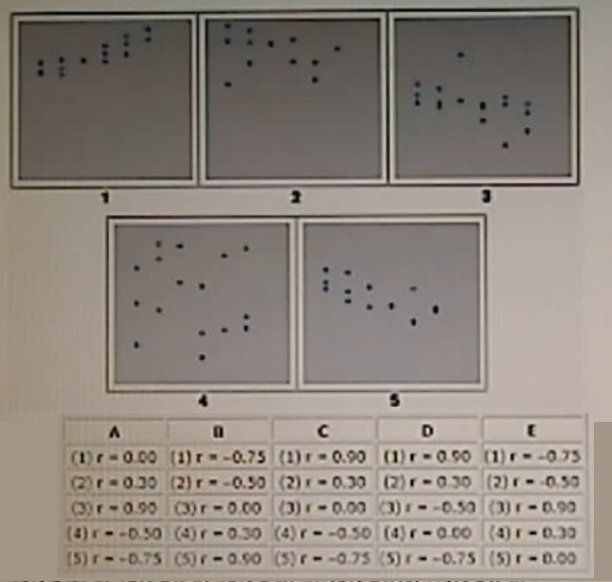 1 2 3
4 5
A B C D E
(1) r = 0.00 (1) r = -0.75 (1) r = 0.90 (1) r = 0.90 (1) r = -0.75
(2) r = 0.30 (2) r = -0.50 (2) r = 0.30 (2) r = 0.30 (2) r = -0.50
(3) r = 0.90 (3) r = 0.00 (3) r = 0.00 (3) r = -0.50 (3) r = 0.90
(4) r = -0.50 (4) r = 0.30 (4) r = -0.50 (4) r = 0.00 (4) r = 0.30
(5) r = -0.75 (5) r = 0.90 (5) r = -0.75 (5) r = -0.75 (5) r = 0.00